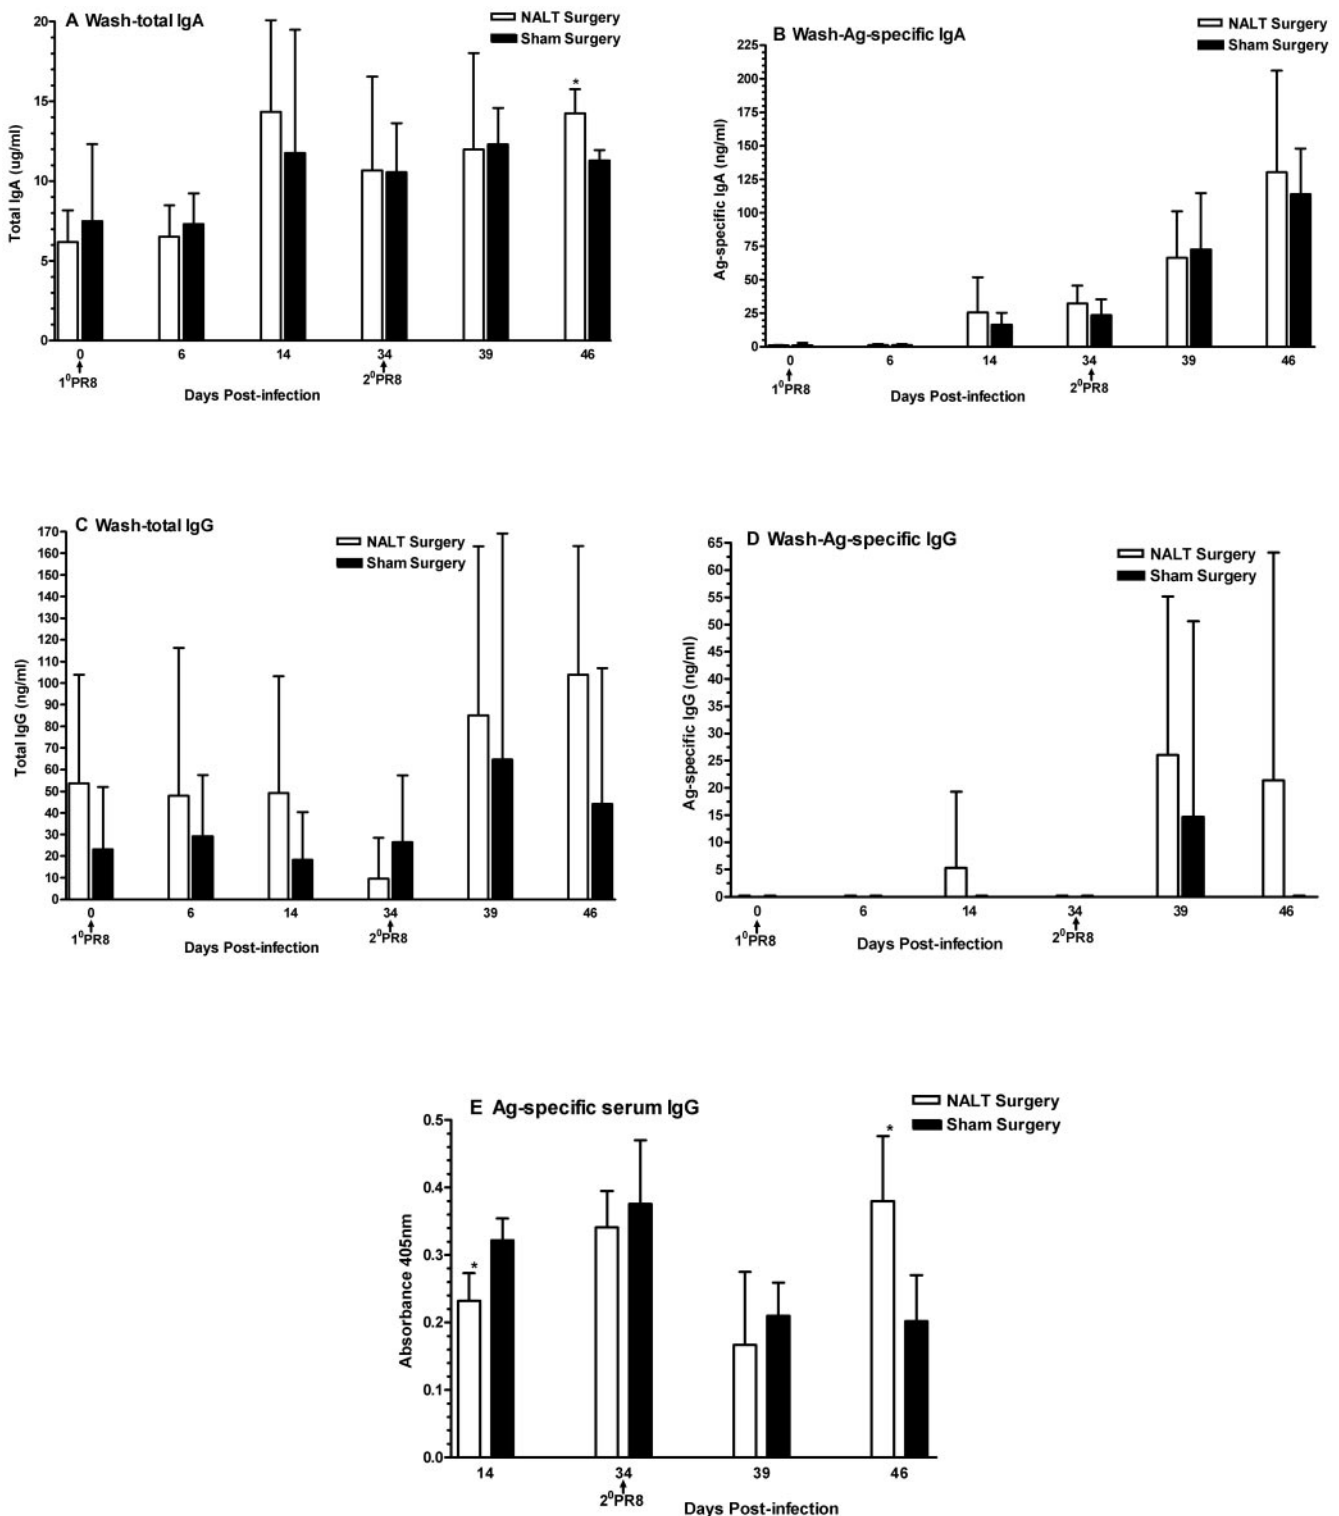 A Wash-total IgA
NALT Surgery
Sham Surgery
Total IgA (ug/ml)
20
15
10
5
0
0 6 14 34 39 46
1⁰PR8 2⁰PR8
Days Post-infection
*
B Wash-Ag-specific IgA
NALT Surgery
Sham Surgery
Ag-specific IgA (ng/ml)
225
200
175
150
125
100
75
50
25
0
0 6 14 34 39 46
1⁰PR8 2⁰PR8
Days Post-infection
C Wash-total IgG
NALT Surgery
Sham Surgery
Total IgG (ng/ml)
170
160
150
140
130
120
110
100
90
80
70
60
50
40
30
20
10
0
0 6 14 34 39 46
1⁰PR8 2⁰PR8
Days Post-infection
D Wash-Ag-specific IgG
NALT Surgery
Sham Surgery
Ag-specific IgG (ng/ml)
65
60
55
50
45
40
35
30
25
20
15
10
5
0
0 6 14 34 39 46
1⁰PR8 2⁰PR8
Days Post-infection
E Ag-specific serum IgG
NALT Surgery
Sham Surgery
Absorbance 405nm
0.5
0.4
0.3
0.2
0.1
0.0
* *
14 34 39 46
2⁰PR8
Days Post-infection